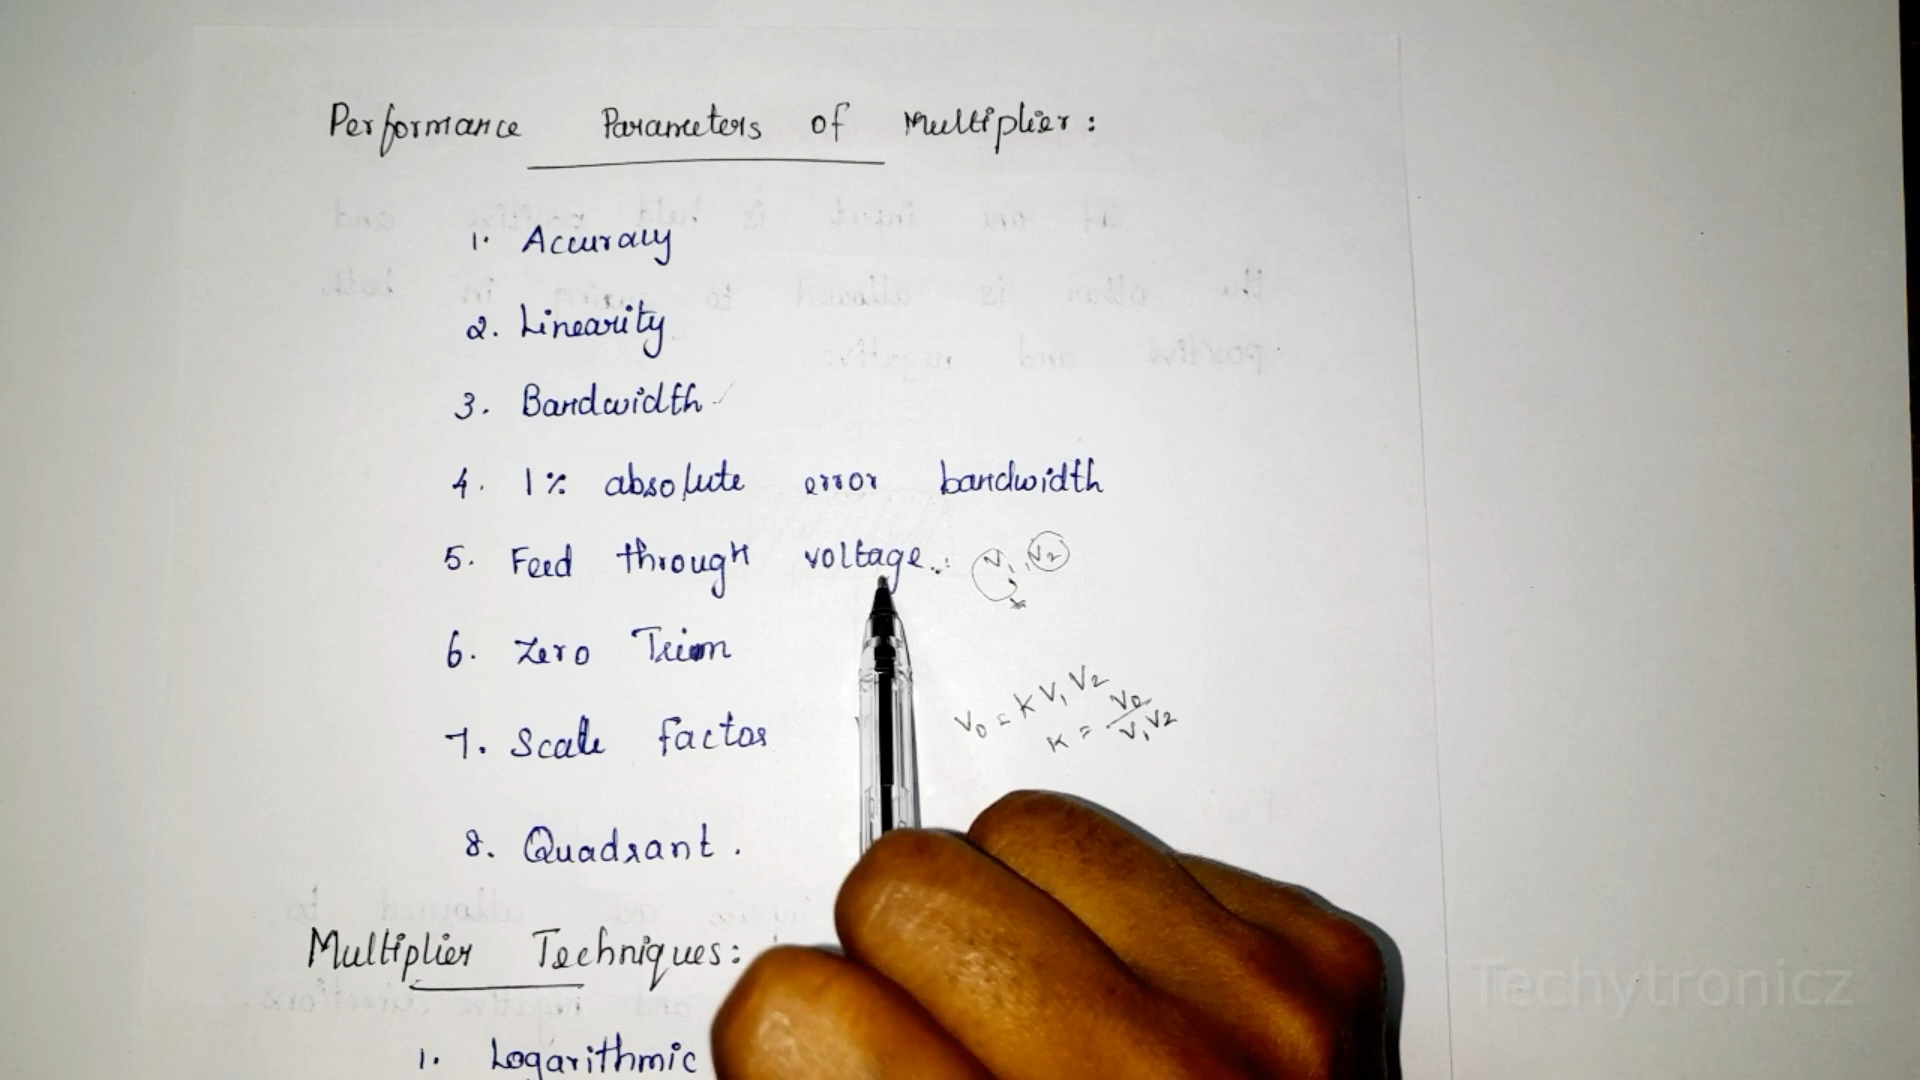 Performance Parameters of Multiplier:
1. Accuracy
2. Linearity
3. Bandwidth
4. 1% absolute error bandwidth
5. Feed through voltage.: V1, V2
6. Zero Trim
V0 = K V1 V2
K = V0 / V1V2
7. Scale factor
8. Quadrant.
Multiplier Techniques:
Techytronicz
1. Logarithmic